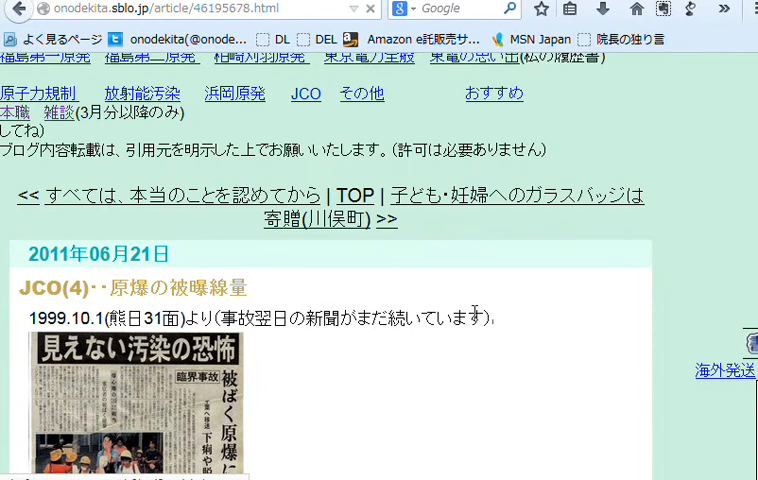 onodekita.sblo.jp/article/46195678.html
Google
よく見るページ onodekita(@onode... DL DEL Amazon e託販売サ... MSN Japan 院長の独り言
福島第一原発 福島第二原発 柏崎刈羽原発 東京電力全般 東電の思い出(私の履歴書)
原子力規制 放射能汚染 浜岡原発 JCO その他 おすすめ
本職 雑談(3月分以降のみ)
してね)
ブログ内容転載は、引用元を明示した上でお願いいたします。(許可は必要ありません)
<< すべては、本当のことを認めてから | TOP | 子ども・妊婦へのガラスバッジは
寄贈(川俣町) >>
2011年06月21日
JCO(4)・・原爆の被曝線量
1999.10.1(熊日31面)より(事故翌日の新聞がまだ続いています)
見えない汚染の恐怖
臨界事故
被ばく原爆に
千葉へ移送
下痢や
海外発送